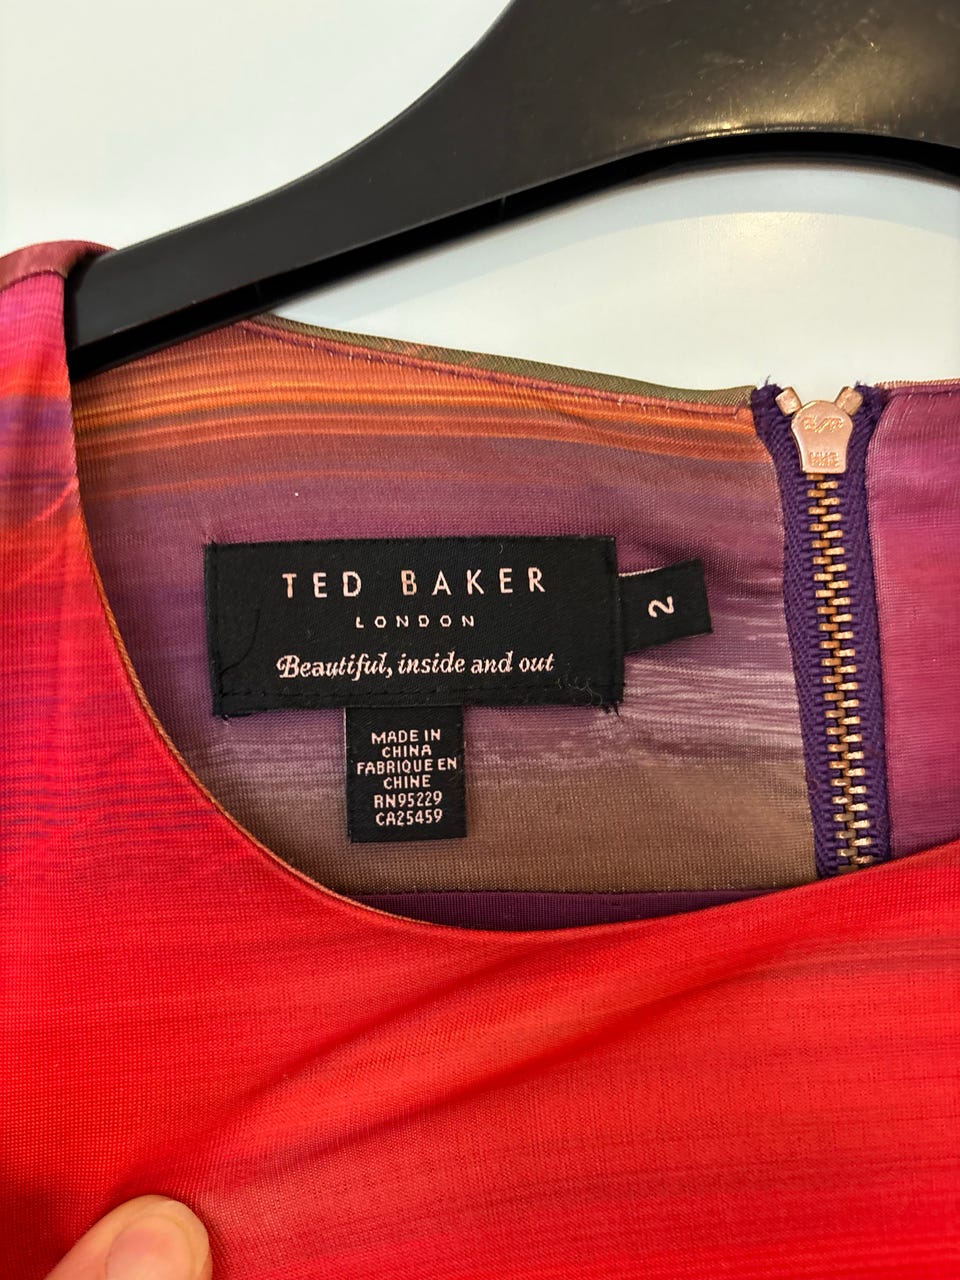 TED BAKER
LONDON
Beautiful, inside and out
2
MADE IN
CHINA
FABRIQUE EN
CHINE
RN95229
CA25459